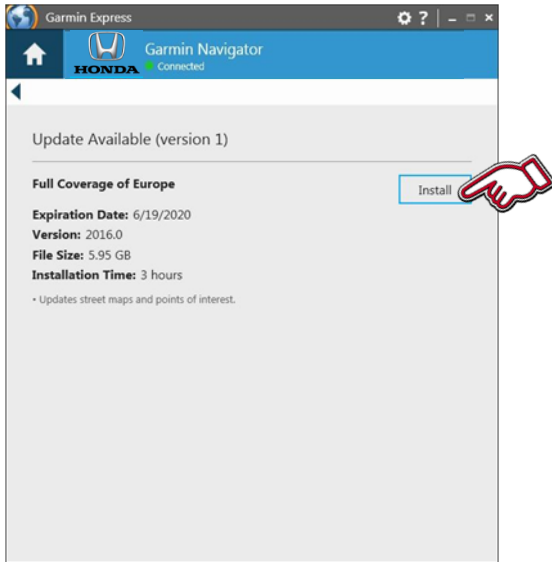 Garmin Express
?
Garmin Navigator
HONDA
Connected
Update Available (version 1)
Full Coverage of Europe
Install
Expiration Date: 6/19/2020
Version: 2016.0
File Size: 5.95 GB
Installation Time: 3 hours
• Updates street maps and points of interest.